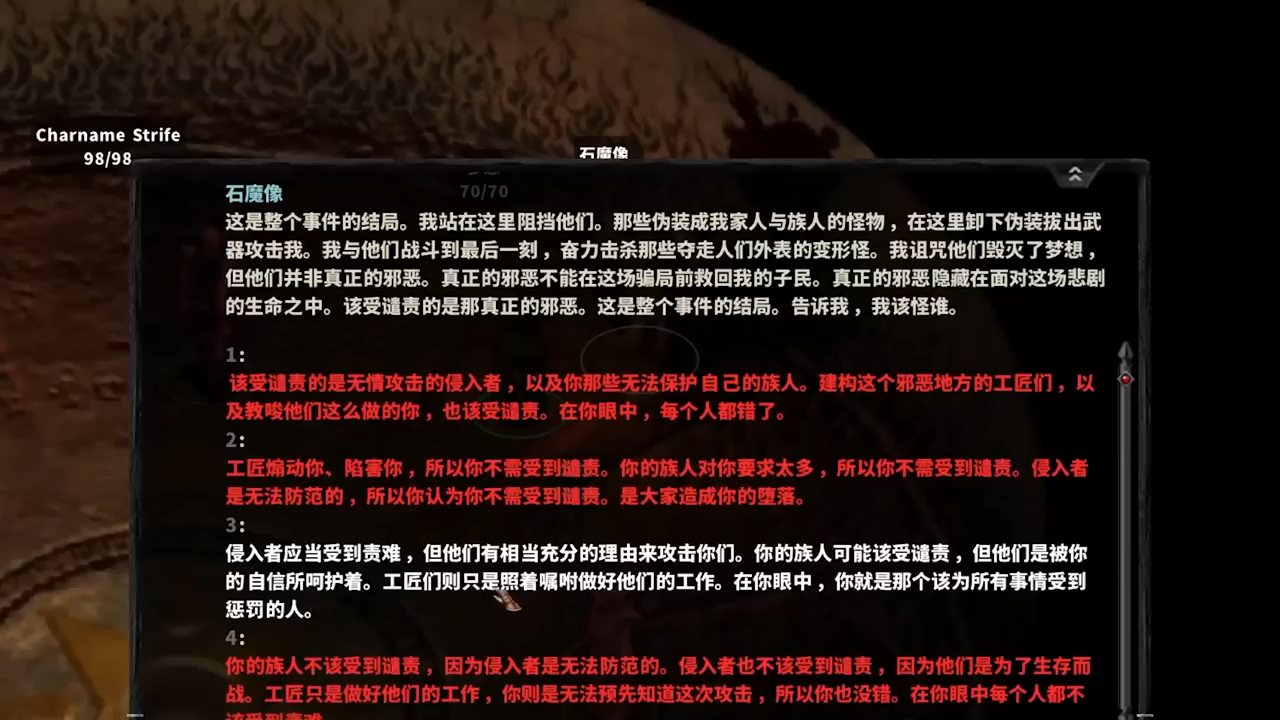 Charname Strife
98/98
石魔像
70/70
石魔像
这是整个事件的结局。我站在这里阻挡他们。那些伪装成我家人与族人的怪物，在这里卸下伪装拔出武
器攻击我。我与他们战斗到最后一刻，奋力击杀那些夺走人们外表的变形怪。我诅咒他们毁灭了梦想，
但他们并非真正的邪恶。真正的邪恶不能在这场骗局前救回我的子民。真正的邪恶隐藏在面对这场悲剧
的生命之中。该受谴责的是那真正的邪恶。这是整个事件的结局。告诉我，我该怪谁。
1:
该受谴责的是无情攻击的侵入者，以及你那些无法保护自己的族人。建构这个邪恶地方的工匠们，以
及教唆他们这么做的你，也该受谴责。在你眼中，每个人都错了。
2:
工匠煽动你、陷害你，所以你不需受到谴责。你的族人对你要求太多，所以你不需受到谴责。侵入者
是无法防范的，所以你认为你不需受到谴责。是大家造成你的堕落。
3:
侵入者应当受到责难，但他们有相当充分的理由来攻击你们。你的族人可能该受谴责，但他们是被你
的自信所呵护着。工匠们则只是照着嘱咐做好他们的工作。在你眼中，你就是那个该为所有事情受到
惩罚的人。
4:
你的族人不该受到谴责，因为侵入者是无法防范的。侵入者也不该受到谴责，因为他们是为了生存而
战。工匠只是做好他们的工作，你则是无法预先知道这次攻击，所以你也没错。在你眼中每个人都不
该受到责难